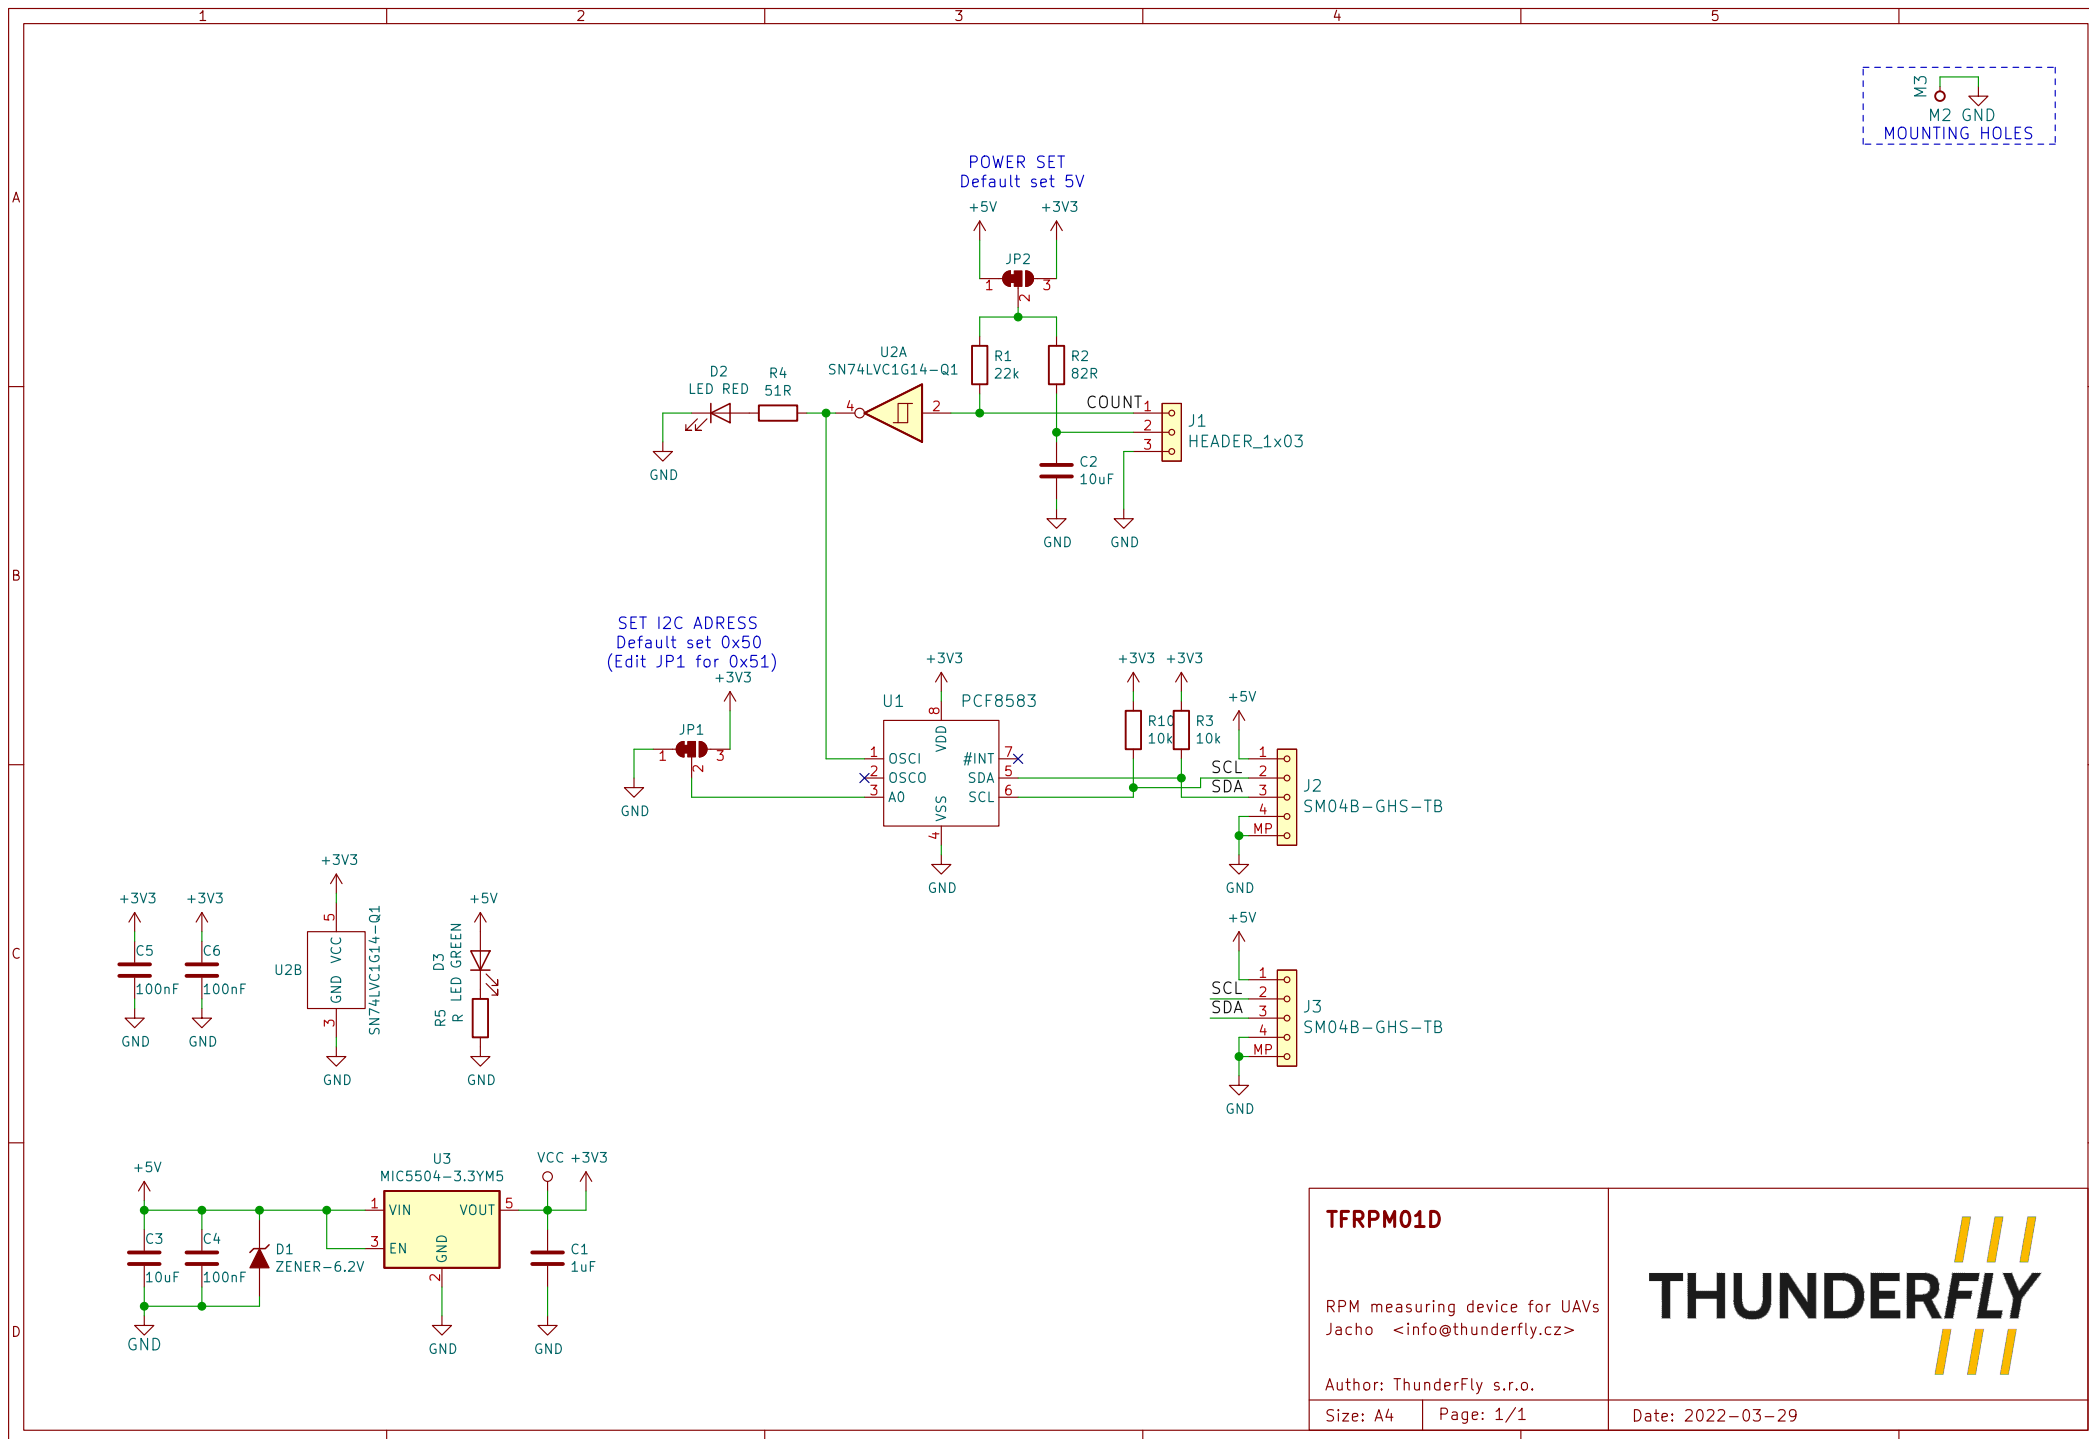 1 2 3 4 5
A
B
C
D
M3
M2 GND
MOUNTING HOLES
POWER SET
Default set 5V
+5V
+3V3
JP2
1
2
3
R1
22k
R2
82R
U2A
SN74LVC1G14-Q1
4
2
D2
LED RED
R4
51R
GND
COUNT
1
2
3
J1
HEADER_1x03
C2
10uF
GND
GND
SET I2C ADRESS
Default set 0x50
(Edit JP1 for 0x51)
+3V3
JP1
1
2
3
GND
+3V3
U1
PCF8583
8
VDD
1
OSCI
2
OSCO
3
A0
#INT
7
SDA
5
SCL
6
VSS
4
GND
+3V3
+3V3
R10
10k
R3
10k
+5V
SCL
SDA
1
2
3
4
MP
J2
SM04B-GHS-TB
GND
+5V
SCL
SDA
1
2
3
4
MP
J3
SM04B-GHS-TB
GND
+3V3
C5
100nF
GND
+3V3
C6
100nF
GND
+3V3
5
VCC
GND
3
U2B
SN74LVC1G14-Q1
GND
+5V
D3
LED GREEN
R5
R
GND
+5V
C3
10uF
C4
100nF
D1
ZENER-6.2V
GND
U3
MIC5504-3.3YM5
1
VIN
3
EN
VOUT
5
GND
2
GND
VCC
+3V3
C1
1uF
GND
TFRPM01D
RPM measuring device for UAVs
Jacho <info@thunderfly.cz>
Author: ThunderFly s.r.o.
Size: A4
Page: 1/1
Date: 2022-03-29
THUNDERFLY